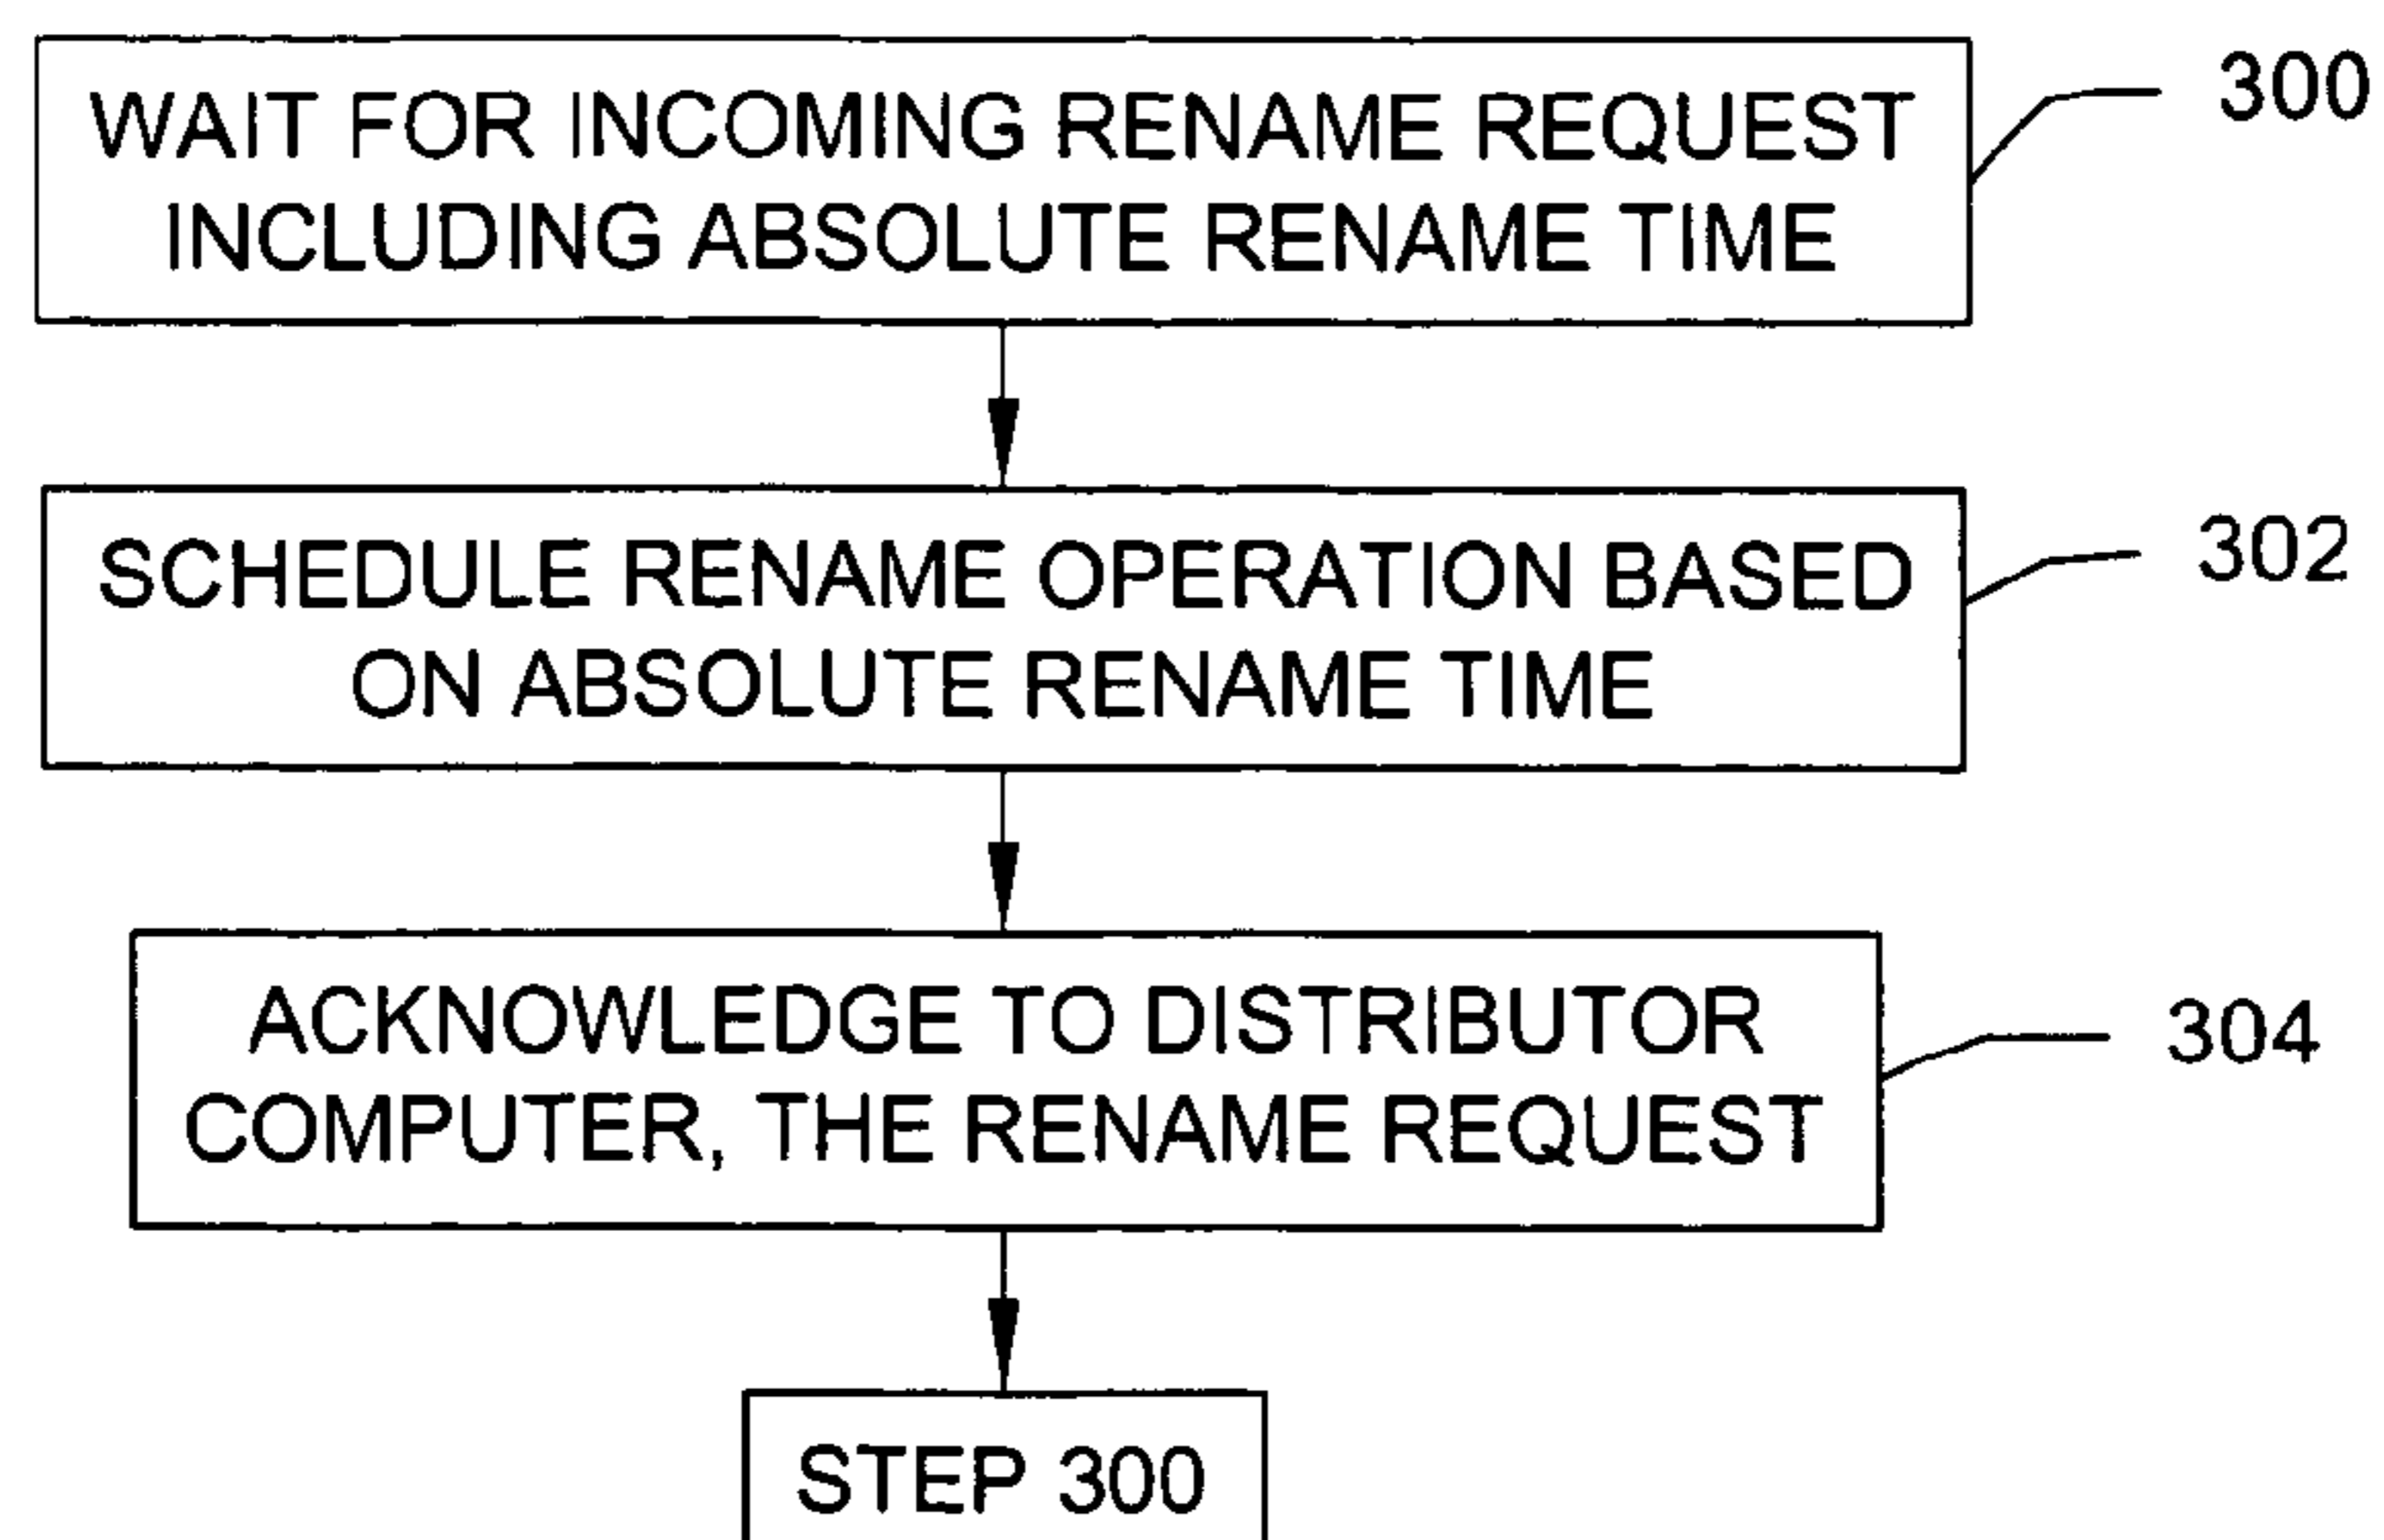 WAIT FOR INCOMING RENAME REQUEST
INCLUDING ABSOLUTE RENAME TIME
300
SCHEDULE RENAME OPERATION BASED
ON ABSOLUTE RENAME TIME
302
ACKNOWLEDGE TO DISTRIBUTOR
COMPUTER, THE RENAME REQUEST
304
STEP 300